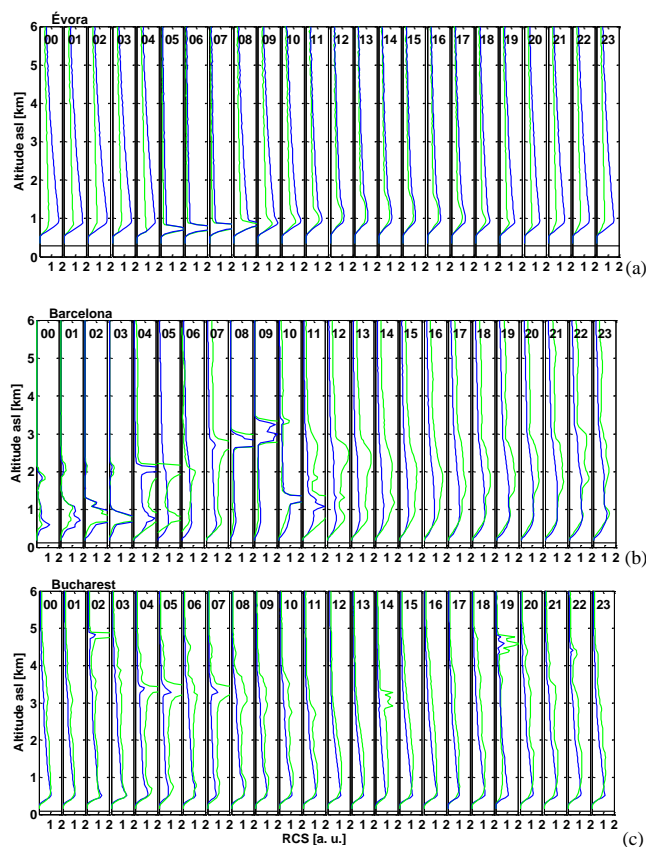 Évora
6
00 01 02 03 04 05 06 07 08 09 10 11 12 13 14 15 16 17 18 19 20 21 22 23
5
4
Altitude asl [km]
3
2
1
0
1 2 1 2 1 2 1 2 1 2 1 2 1 2 1 2 1 2 1 2 1 2 1 2 1 2 1 2 1 2 1 2 1 2 1 2 1 2 1 2 1 2 1 2 1 2 1 2 (a)
Barcelona
6
00 01 02 03 04 05 06 07 08 09 10 11 12 13 14 15 16 17 18 19 20 21 22 23
5
4
Altitude asl [km]
3
2
1
0
1 2 1 2 1 2 1 2 1 2 1 2 1 2 1 2 1 2 1 2 1 2 1 2 1 2 1 2 1 2 1 2 1 2 1 2 1 2 1 2 1 2 1 2 1 2 1 2 (b)
Bucharest
6
00 01 02 03 04 05 06 07 08 09 10 11 12 13 14 15 16 17 18 19 20 21 22 23
5
4
Altitude asl [km]
3
2
1
0
1 2 1 2 1 2 1 2 1 2 1 2 1 2 1 2 1 2 1 2 1 2 1 2 1 2 1 2 1 2 1 2 1 2 1 2 1 2 1 2 1 2 1 2 1 2 1 2 (c)
RCS [a. u.]